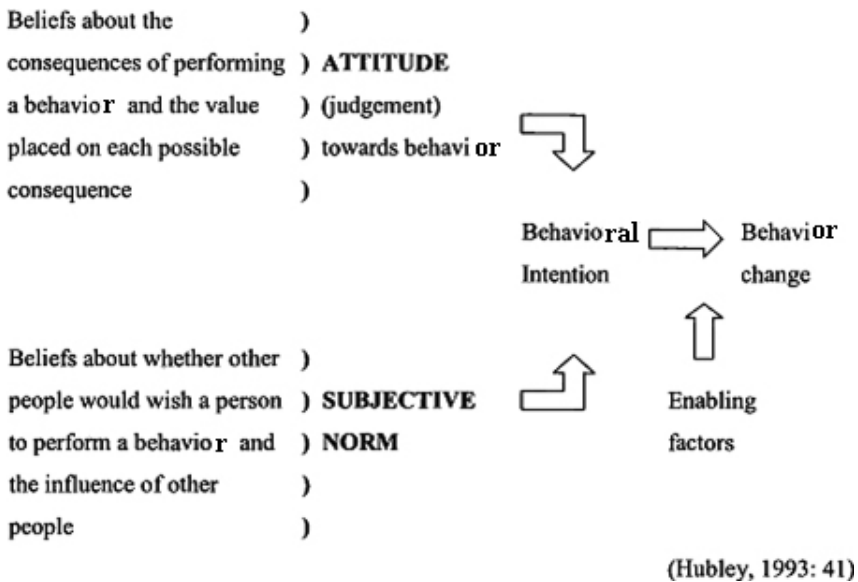 Beliefs about the )
consequences of performing ) ATTITUDE
a behavior and the value ) (judgement)
placed on each possible ) towards behavior
consequence )
Behavioral Behavior
Intention change
Beliefs about whether other )
people would wish a person ) SUBJECTIVE Enabling
to perform a behavior and ) NORM factors
the influence of other )
people )
(Hubley, 1993: 41)